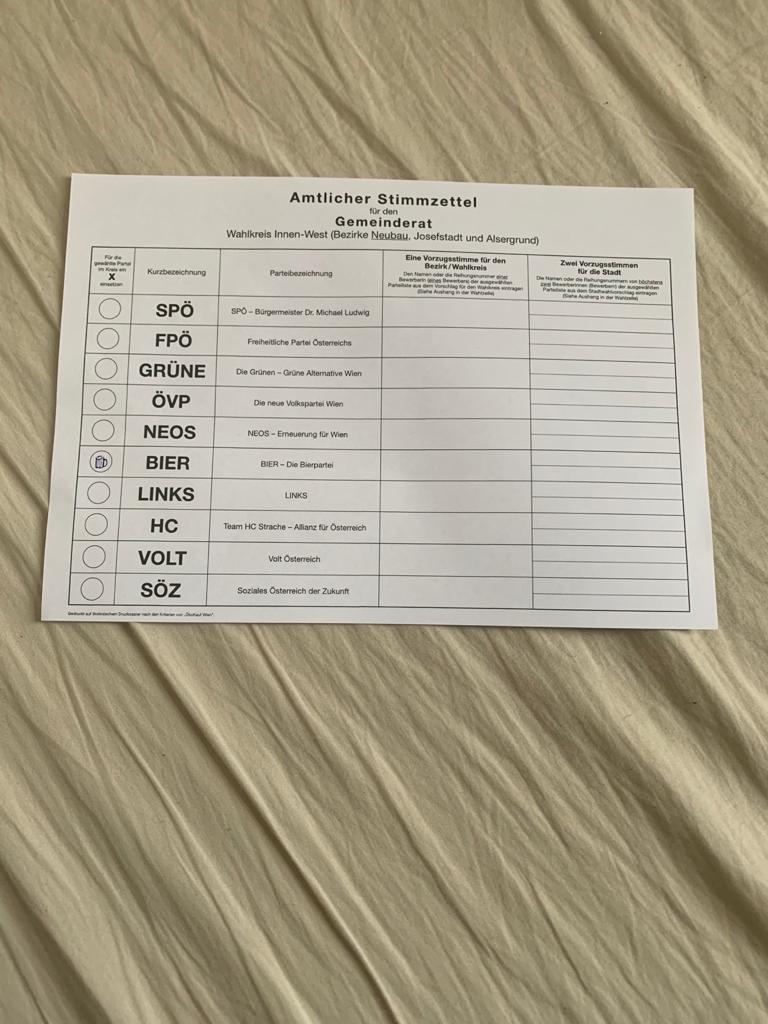 Amtlicher Stimmzettel
für den
Gemeinderat
Wahlkreis Innen-West (Bezirke Neubau, Josefstadt und Alsergrund)
Für die
gewählte Partei
im Kreis ein
X
einsetzen
Kurzbezeichnung
Parteibezeichnung
Eine Vorzugsstimme für den
Bezirk/Wahlkreis
Den Namen oder die Reihungsnummer einer
Bewerberin (eines Bewerbers) der ausgewählten
Parteiliste aus dem Vorschlag für den Wahlkreis eintragen
(Siehe Aushang in der Wahlzelle)
Zwei Vorzugsstimmen
für die Stadt
Die Namen oder die Reihungsnummern von höchstens
zwei Bewerberinnen (Bewerbern) der ausgewählten
Parteiliste aus dem Stadtwahlvorschlag eintragen
(Siehe Aushang in der Wahlzelle)
SPÖ SPÖ – Bürgermeister Dr. Michael Ludwig
FPÖ Freiheitliche Partei Österreichs
GRÜNE Die Grünen – Grüne Alternative Wien
ÖVP Die neue Volkspartei Wien
NEOS NEOS – Erneuerung für Wien
BIER BIER – Die Bierpartei
LINKS LINKS
HC Team HC Strache – Allianz für Österreich
VOLT Volt Österreich
SÖZ Soziales Österreich der Zukunft
Gedruckt auf ökologischem Druckpapier nach den Kriterien von „ÖkoKauf Wien“.